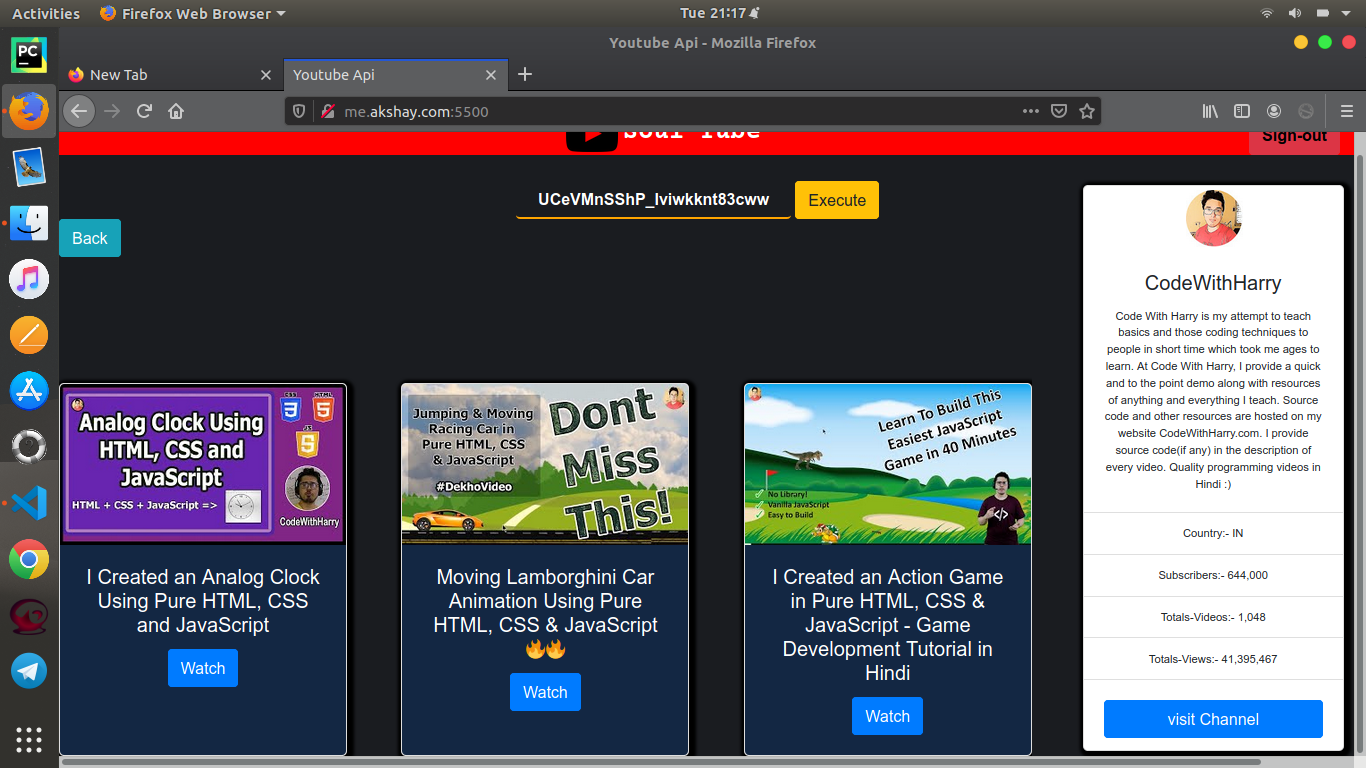 Activities
Firefox Web Browser
Tue 21:17
Youtube Api - Mozilla Firefox
PC
New Tab
Youtube Api
me.akshay.com:5500
Soul Tube
Sign-out
UCeVMnSShP_Iviwkknt83cww
Execute
Back
Analog Clock Using
HTML, CSS and
JavaScript
HTML + CSS + JavaScript =>
CSS
HTML
JS
CodeWithHarry
I Created an Analog Clock
Using Pure HTML, CSS
and JavaScript
Watch
Jumping & Moving
Racing Car in
Pure HTML, CSS
& JavaScript
#DekhoVideo
Dont
Miss
This!
Moving Lamborghini Car
Animation Using Pure
HTML, CSS & JavaScript
🔥🔥
Watch
Learn To Build This
Easiest JavaScript
Game in 40 Minutes
No Library!
Vanilla JavaScript
Easy to Build
I Created an Action Game
in Pure HTML, CSS &
JavaScript - Game
Development Tutorial in
Hindi
Watch
CodeWithHarry
Code With Harry is my attempt to teach
basics and those coding techniques to
people in short time which took me ages to
learn. At Code With Harry, I provide a quick
and to the point demo along with resources
of anything and everything I teach. Source
code and other resources are hosted on my
website CodeWithHarry.com. I provide
source code(if any) in the description of
every video. Quality programming videos in
Hindi :)
Country:- IN
Subscribers:- 644,000
Totals-Videos:- 1,048
Totals-Views:- 41,395,467
visit Channel